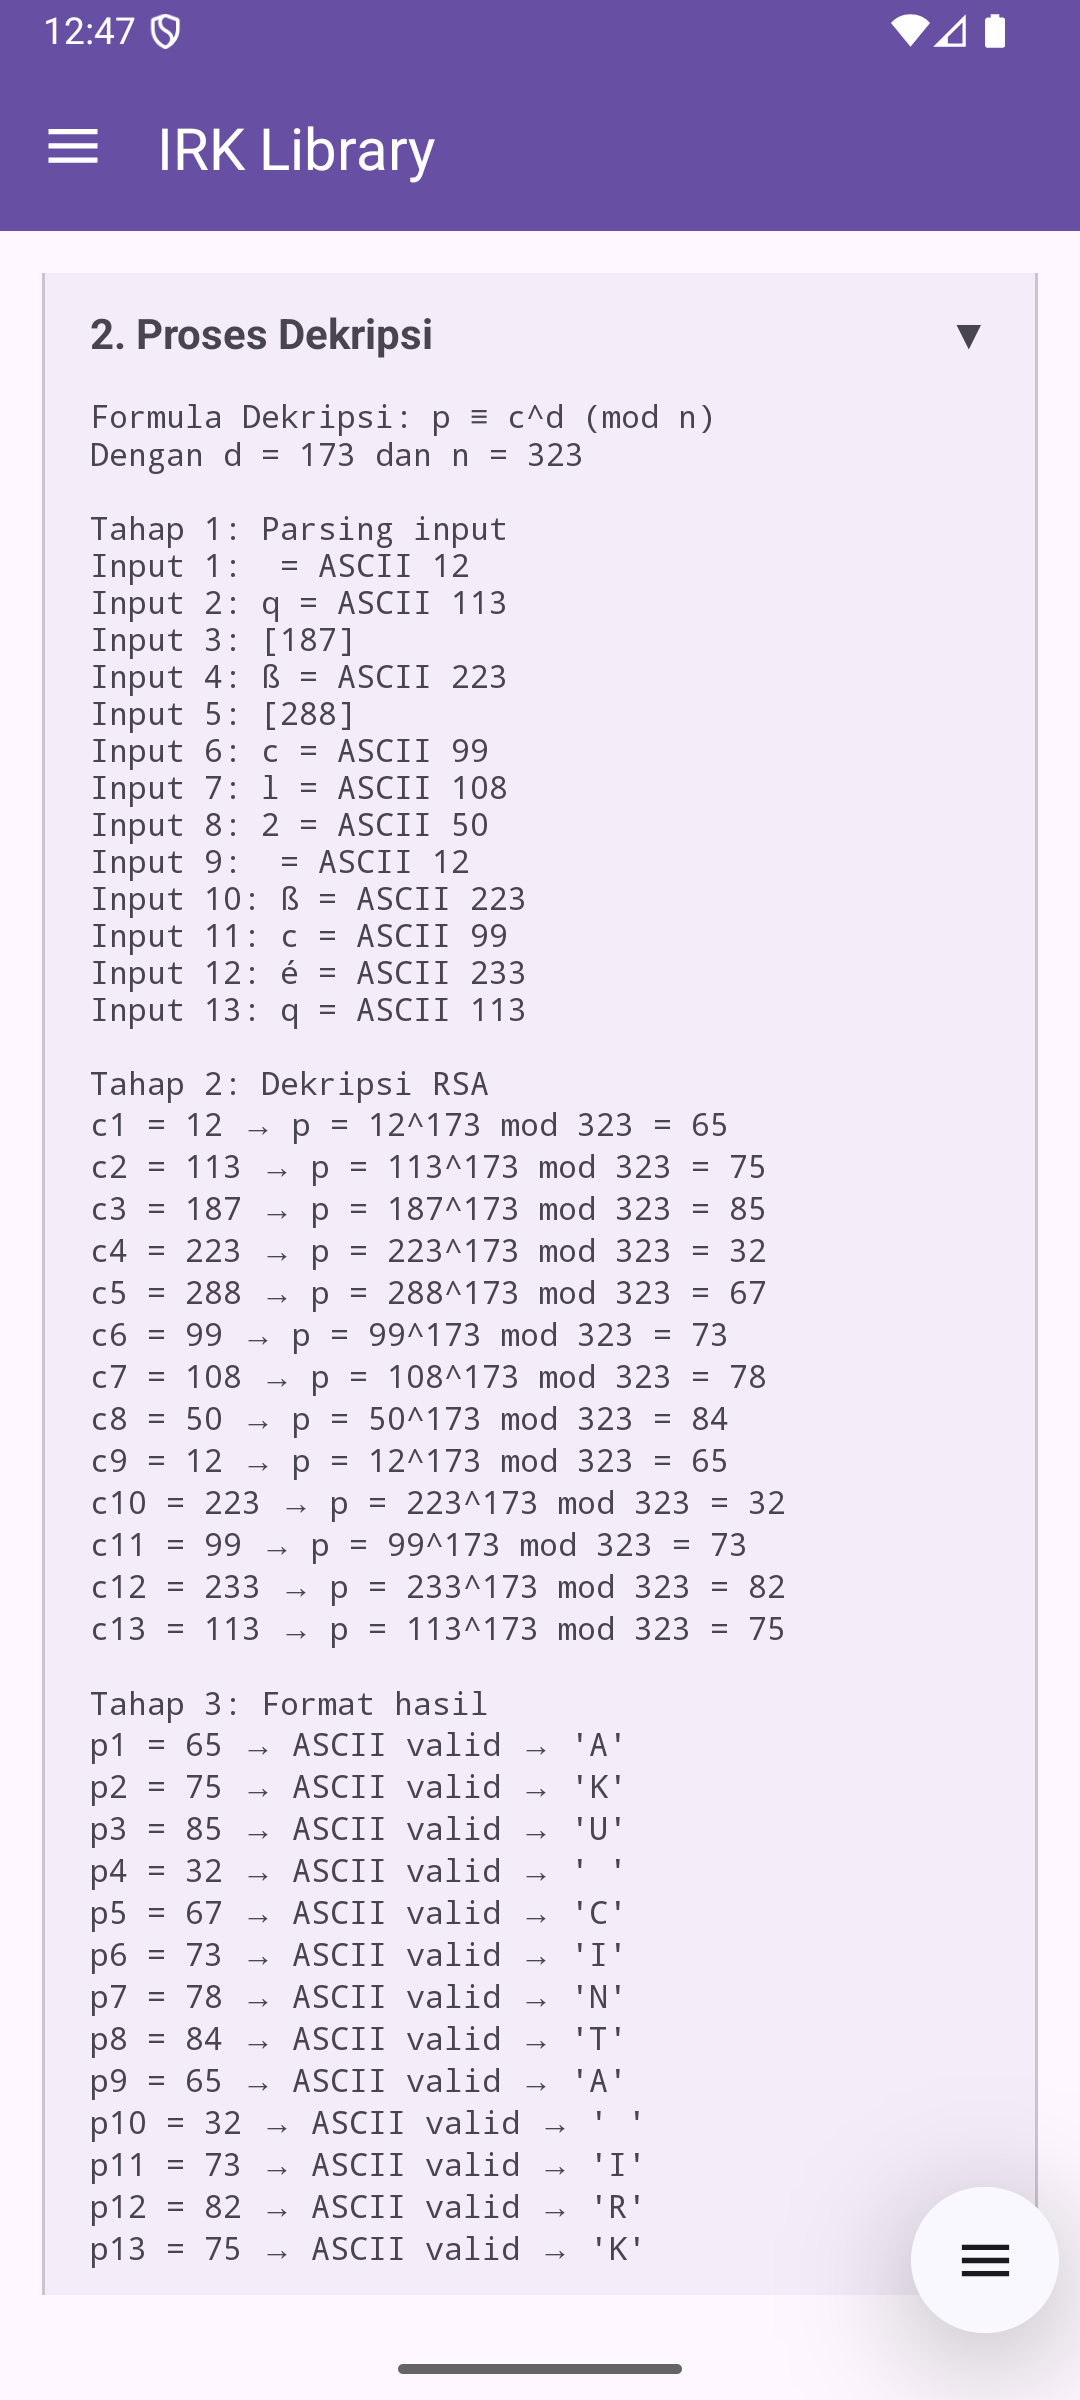 12:47
IRK Library
2. Proses Dekripsi ▼
Formula Dekripsi: p ≡ c^d (mod n)
Dengan d = 173 dan n = 323
Tahap 1: Parsing input
Input 1:  = ASCII 12
Input 2: q = ASCII 113
Input 3: [187]
Input 4: ß = ASCII 223
Input 5: [288]
Input 6: c = ASCII 99
Input 7: l = ASCII 108
Input 8: 2 = ASCII 50
Input 9:  = ASCII 12
Input 10: ß = ASCII 223
Input 11: c = ASCII 99
Input 12: é = ASCII 233
Input 13: q = ASCII 113
Tahap 2: Dekripsi RSA
c1 = 12 → p = 12^173 mod 323 = 65
c2 = 113 → p = 113^173 mod 323 = 75
c3 = 187 → p = 187^173 mod 323 = 85
c4 = 223 → p = 223^173 mod 323 = 32
c5 = 288 → p = 288^173 mod 323 = 67
c6 = 99 → p = 99^173 mod 323 = 73
c7 = 108 → p = 108^173 mod 323 = 78
c8 = 50 → p = 50^173 mod 323 = 84
c9 = 12 → p = 12^173 mod 323 = 65
c10 = 223 → p = 223^173 mod 323 = 32
c11 = 99 → p = 99^173 mod 323 = 73
c12 = 233 → p = 233^173 mod 323 = 82
c13 = 113 → p = 113^173 mod 323 = 75
Tahap 3: Format hasil
p1 = 65 → ASCII valid → 'A'
p2 = 75 → ASCII valid → 'K'
p3 = 85 → ASCII valid → 'U'
p4 = 32 → ASCII valid → ' '
p5 = 67 → ASCII valid → 'C'
p6 = 73 → ASCII valid → 'I'
p7 = 78 → ASCII valid → 'N'
p8 = 84 → ASCII valid → 'T'
p9 = 65 → ASCII valid → 'A'
p10 = 32 → ASCII valid → ' '
p11 = 73 → ASCII valid → 'I'
p12 = 82 → ASCII valid → 'R'
p13 = 75 → ASCII valid → 'K'